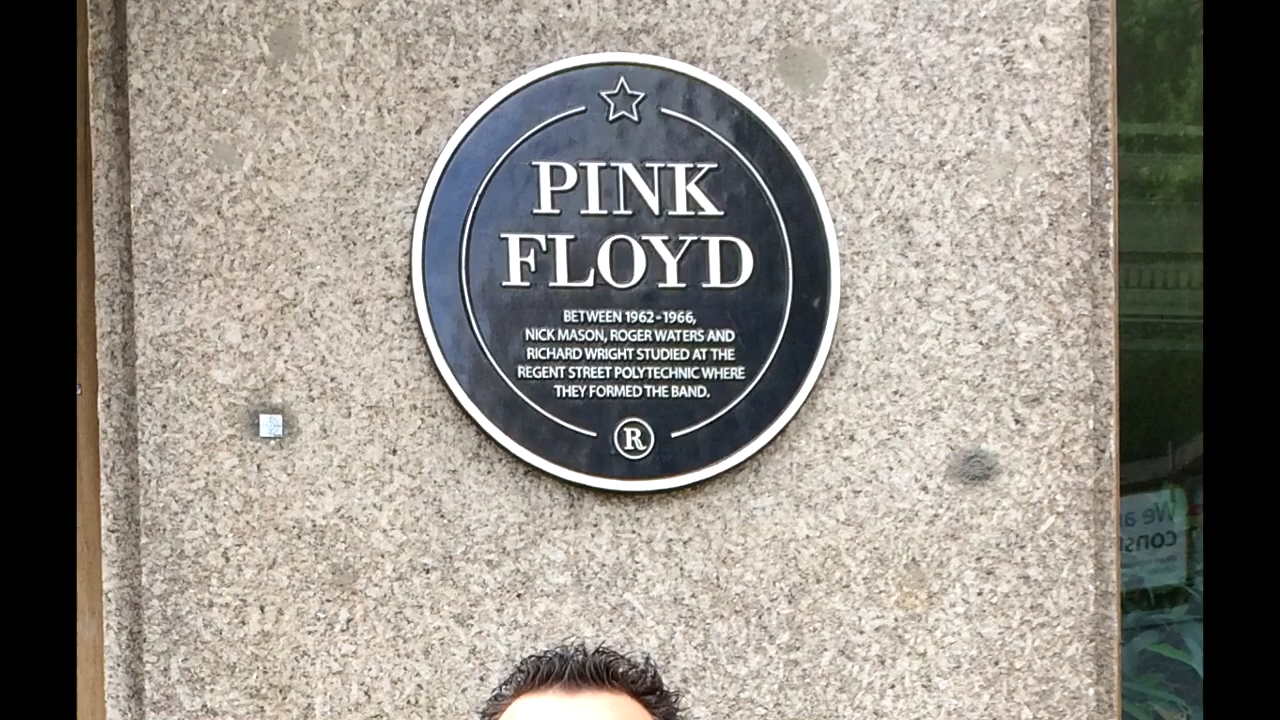 PINK
FLOYD
BETWEEN 1962-1966,
NICK MASON, ROGER WATERS AND
RICHARD WRIGHT STUDIED AT THE
REGENT STREET POLYTECHNIC WHERE
THEY FORMED THE BAND.
R
We